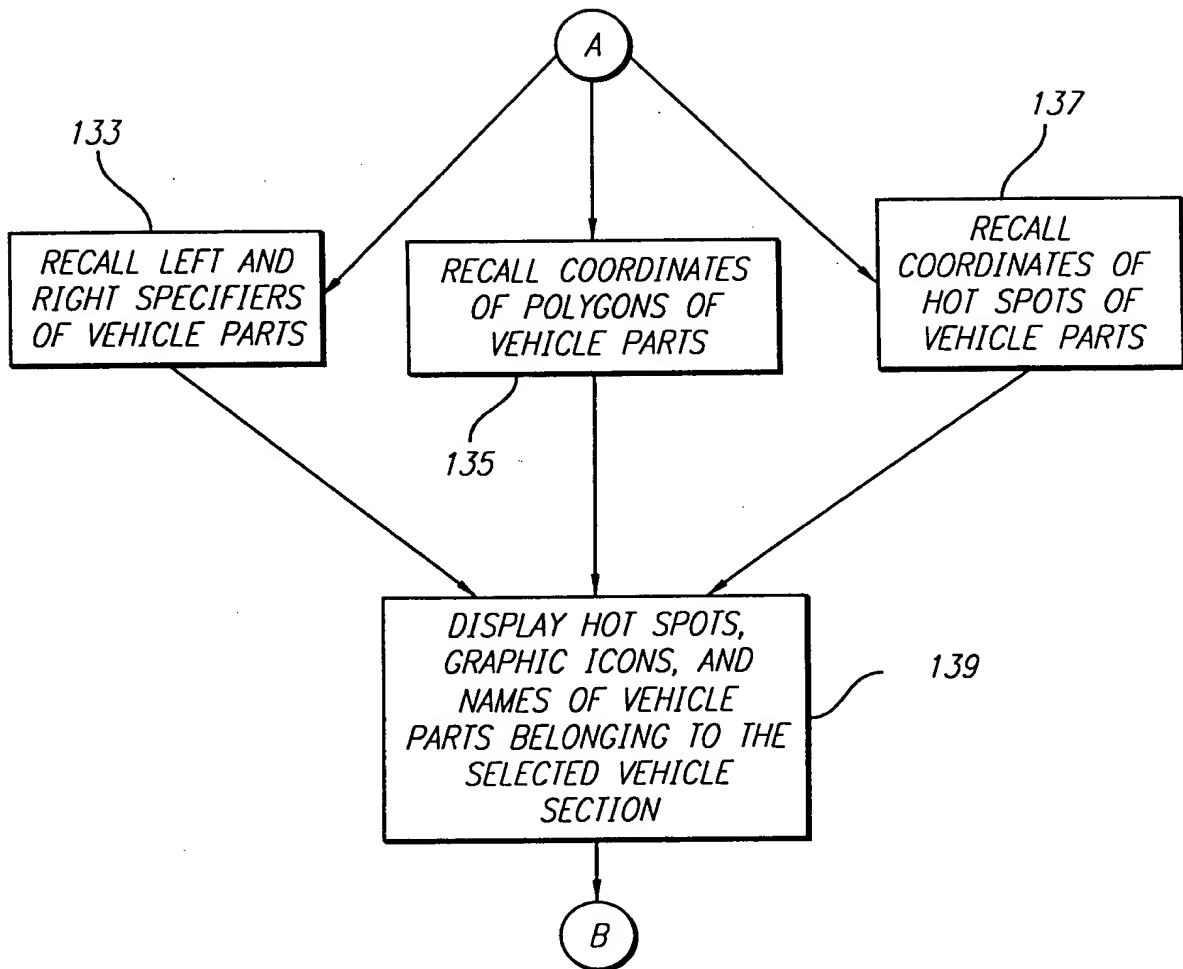 A
133
137
RECALL LEFT AND
RIGHT SPECIFIERS
OF VEHICLE PARTS
RECALL COORDINATES
OF POLYGONS OF
VEHICLE PARTS
RECALL
COORDINATES OF
HOT SPOTS OF
VEHICLE PARTS
135
DISPLAY HOT SPOTS,
GRAPHIC ICONS, AND
NAMES OF VEHICLE
PARTS BELONGING TO THE
SELECTED VEHICLE
SECTION
139
B